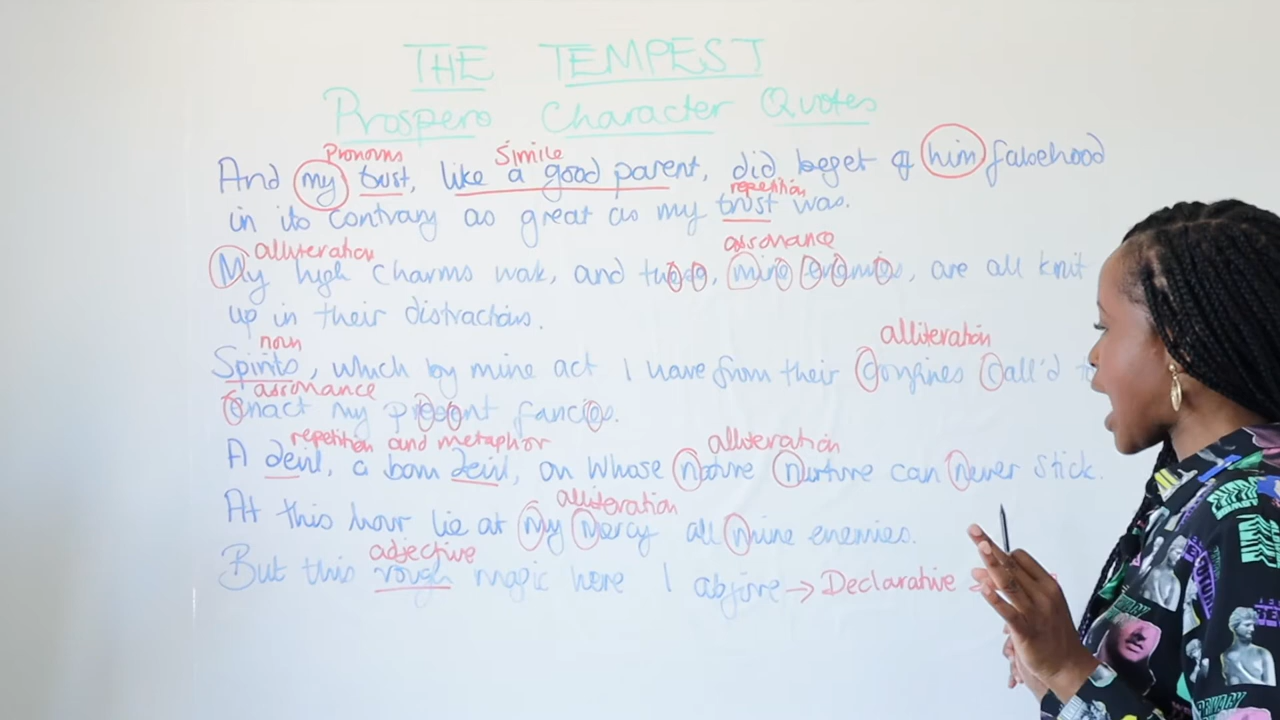 THE TEMPEST
Prospero Character Quotes
Pronouns
Simile
And my trust, like a good parent, did beget of him falsehood
repetition
in its contrary as great as my trust was.
alliteration
assonance
My high charms wok, and these, mine enemies, are all knit
up in their distractions.
noun
alliteration
Spirits, which by mine act I have from their confines call'd
assonance
enact my present fancies.
repetition and metaphor
alliteration
A devil, a born devil, on whose nature Nurture can never stick.
alliteration
At this hour lie at my mercy all mine enemies.
adjective
But this rough magic here I abjure → Declarative